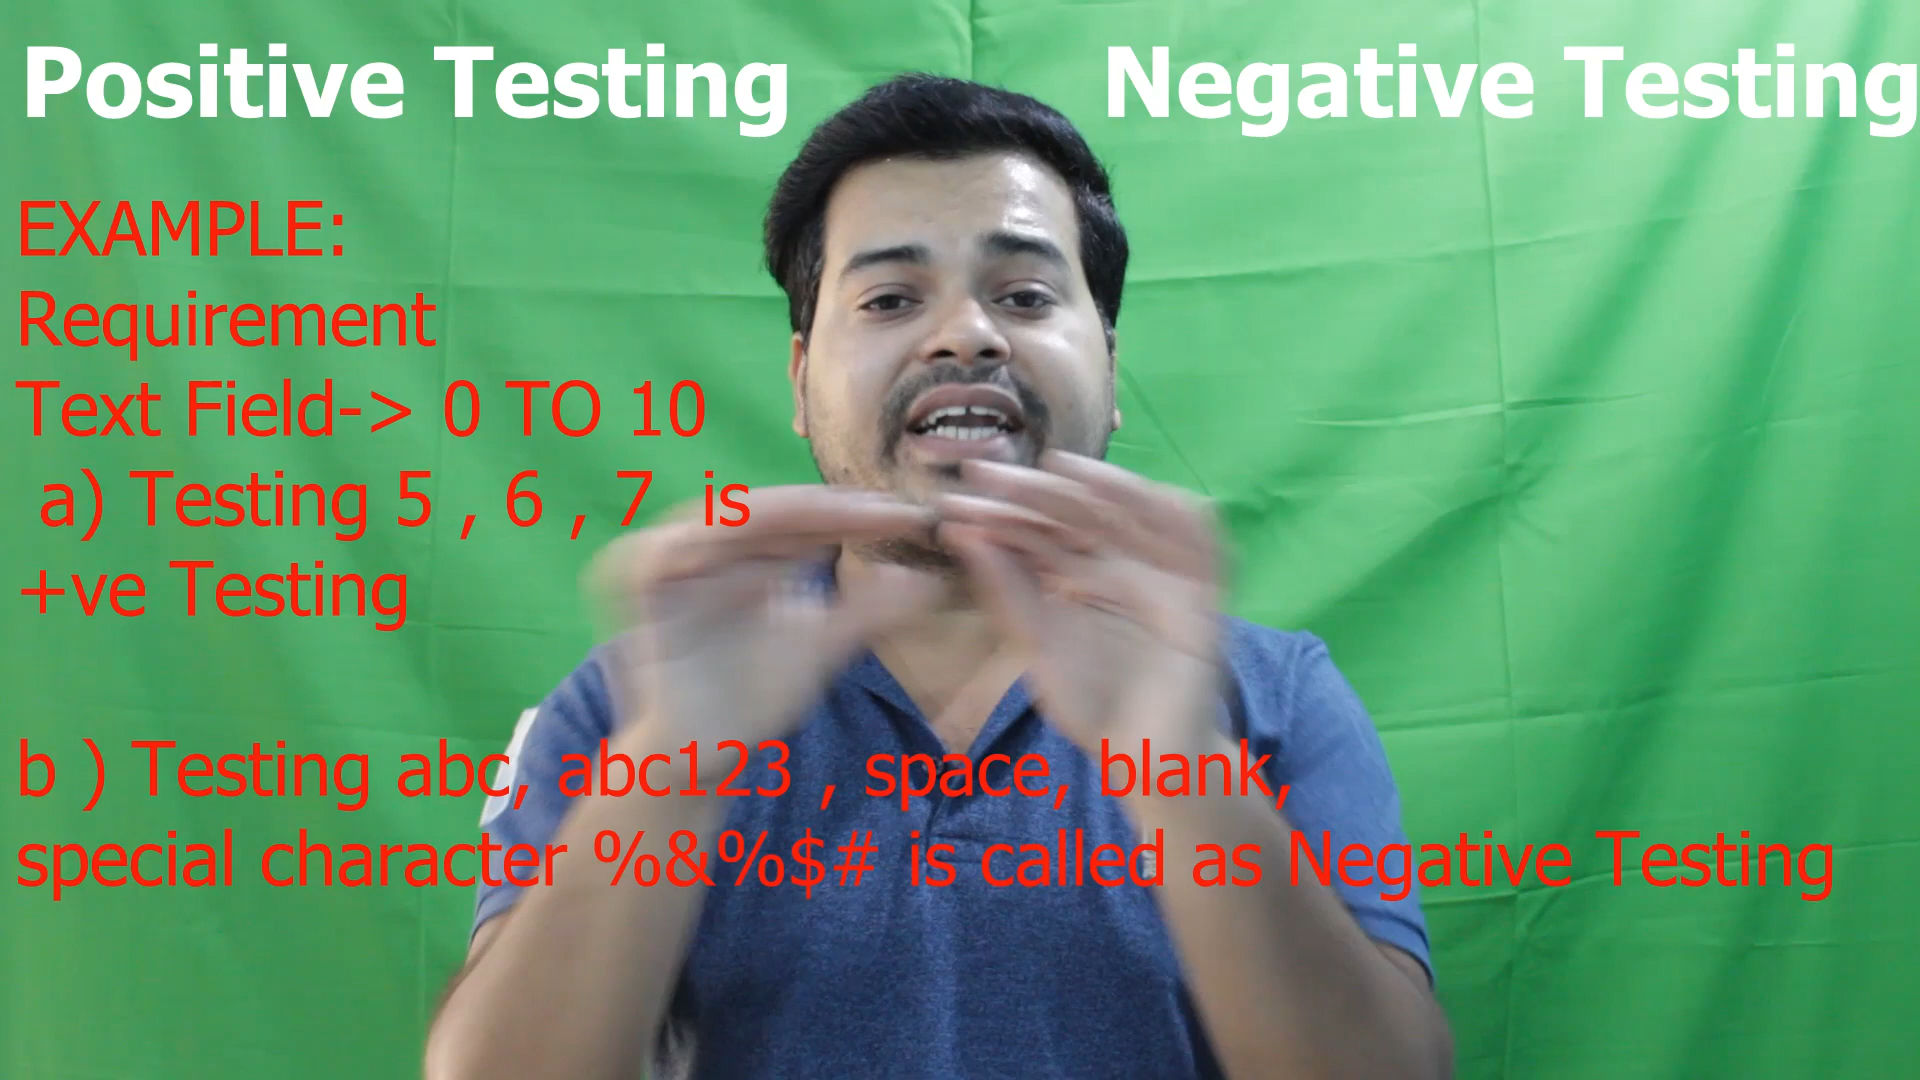 Positive Testing Negative Testing
EXAMPLE:
Requirement
Text Field-> 0 TO 10
a) Testing 5 , 6 , 7 is
+ve Testing
b ) Testing abc, abc123 , space, blank,
special character %&%$# is called as Negative Testing